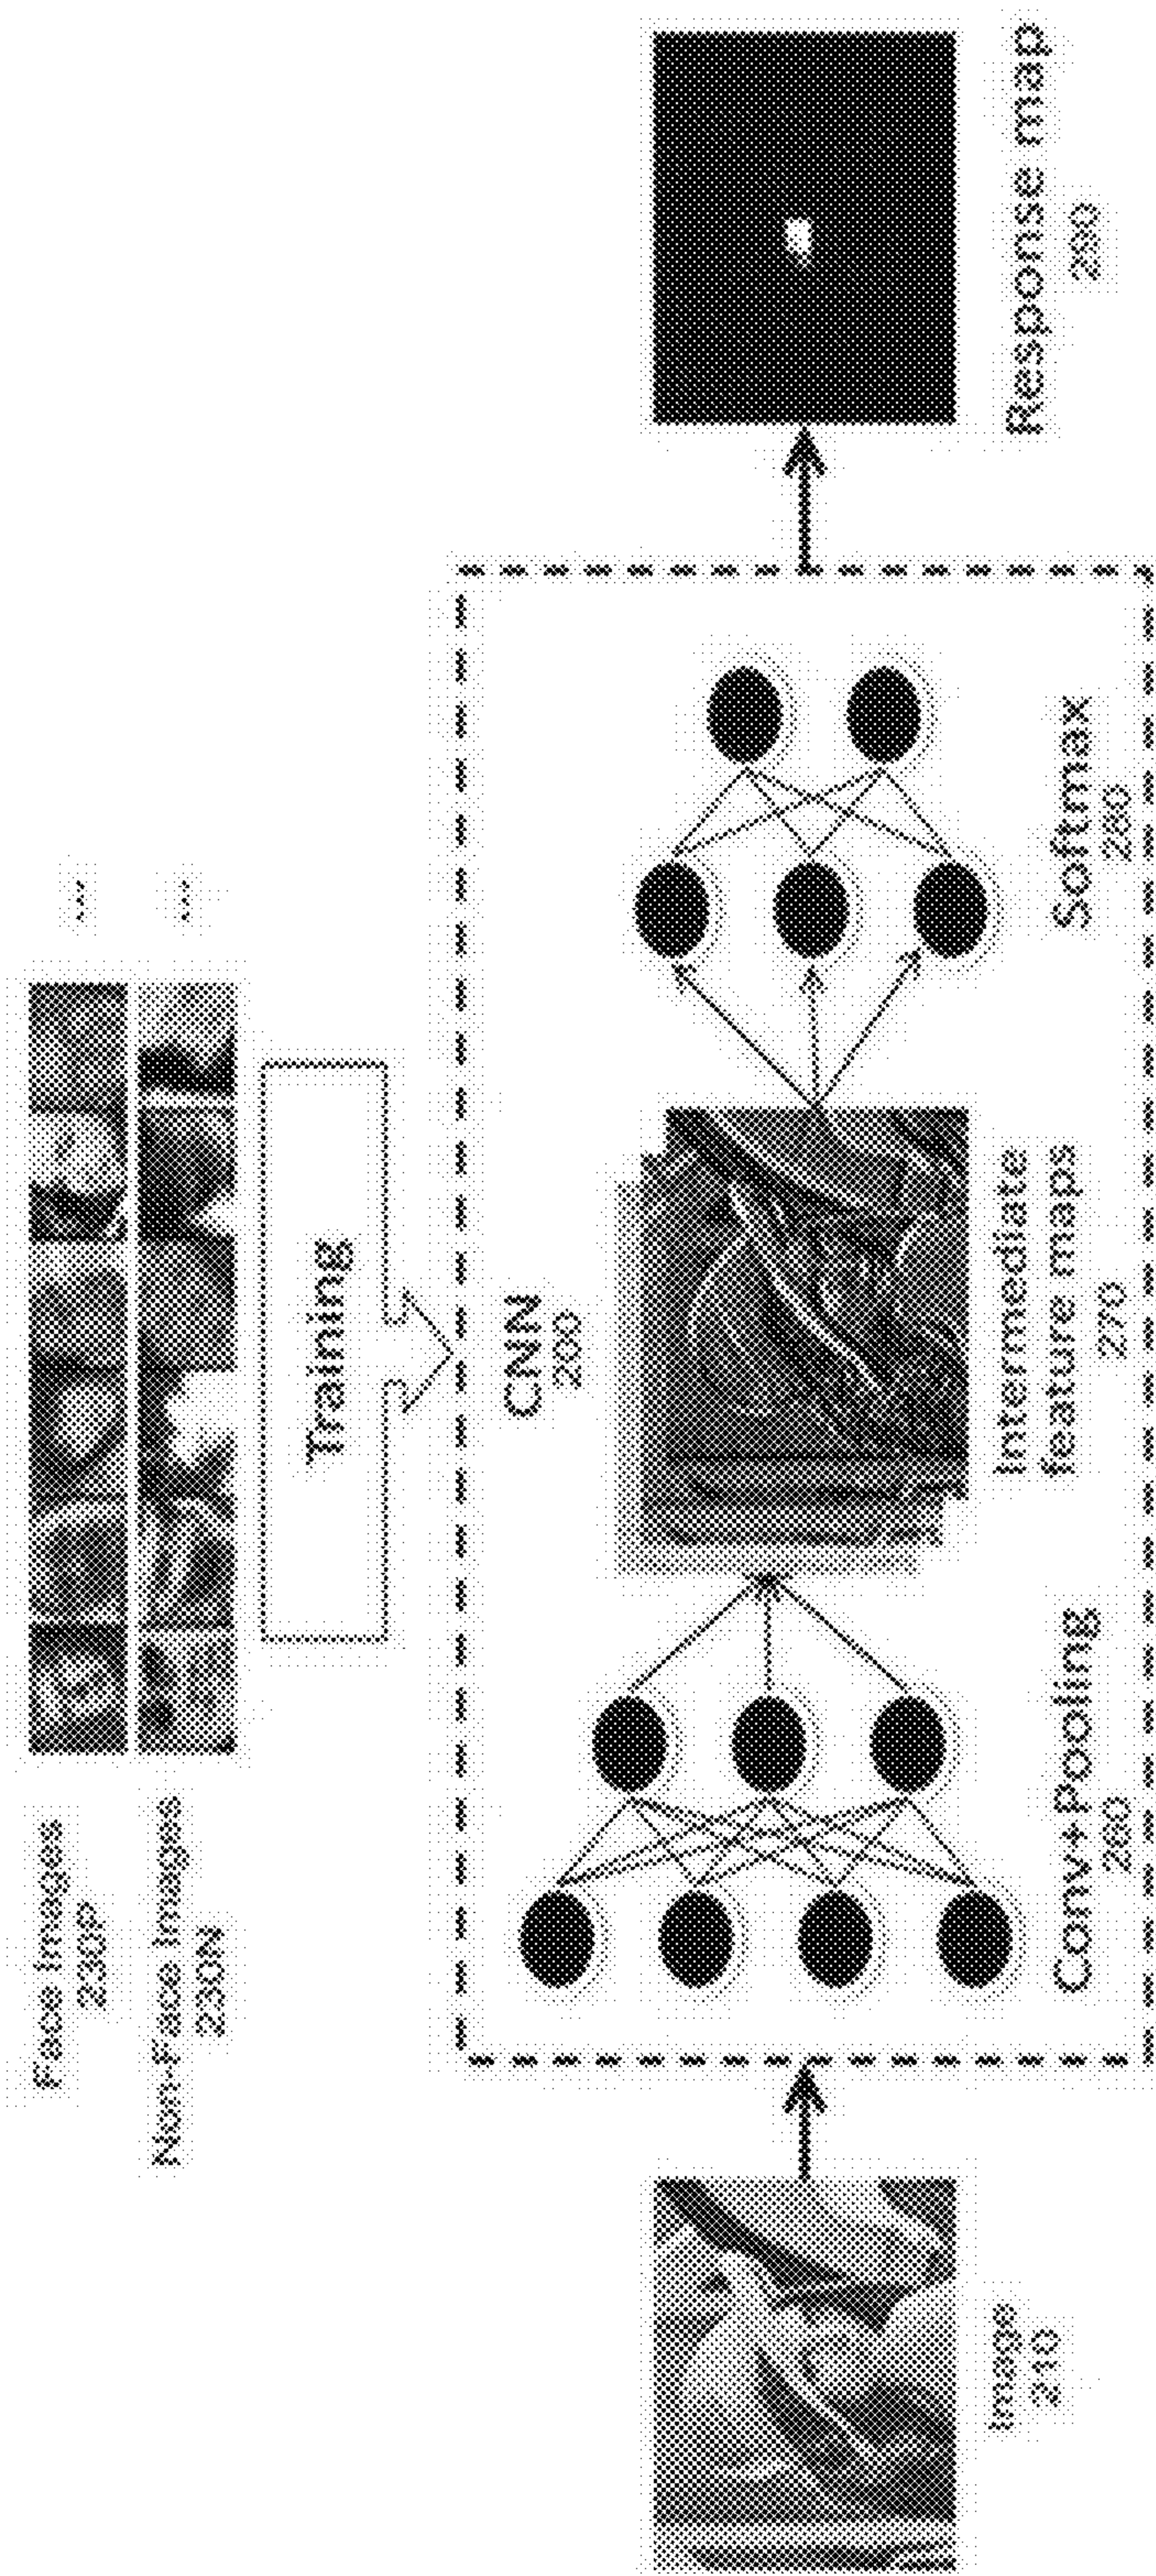 Face Images
230P
Non-Face Images
230N
...
...
Training
CNN
200
Image
210
Conv+Pooling
260
Intermediate
feature maps
270
Softmax
280
Response map
290